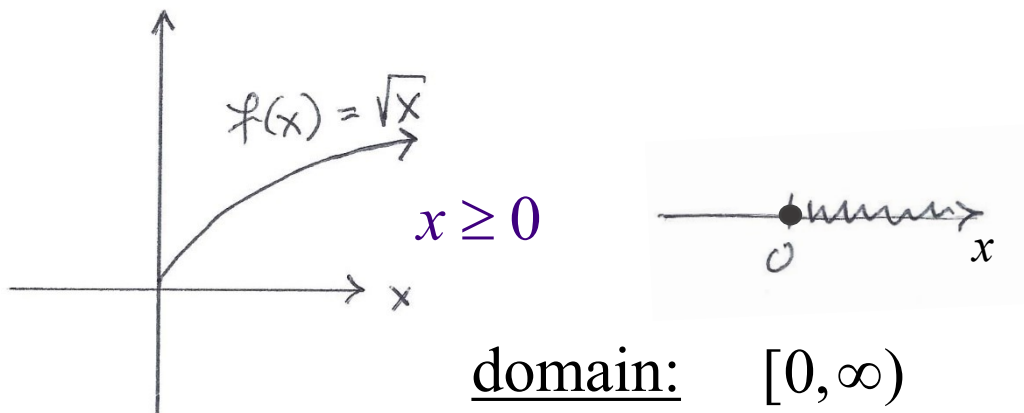 f(x) = √x
x
x ≥ 0
0
x
domain: [0,∞)